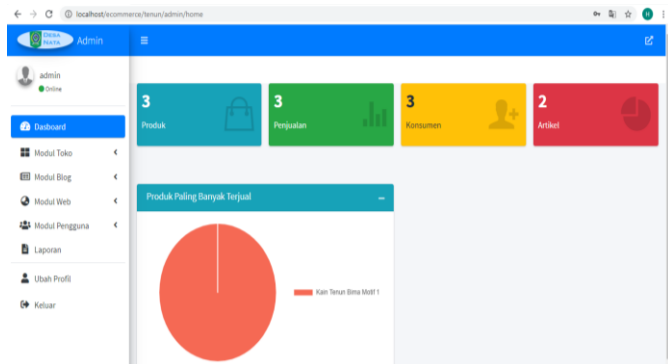 localhost/ecommerce/tenun/admin/home
H
DESA
NATA
Admin
admin
Online
Dasboard
Modul Toko
Modul Blog
Modul Web
Modul Pengguna
Laporan
Ubah Profil
Keluar
3
Produk
3
Penjualan
3
Konsumen
2
Artikel
Produk Paling Banyak Terjual
Kain Tenun Bima Motif 1